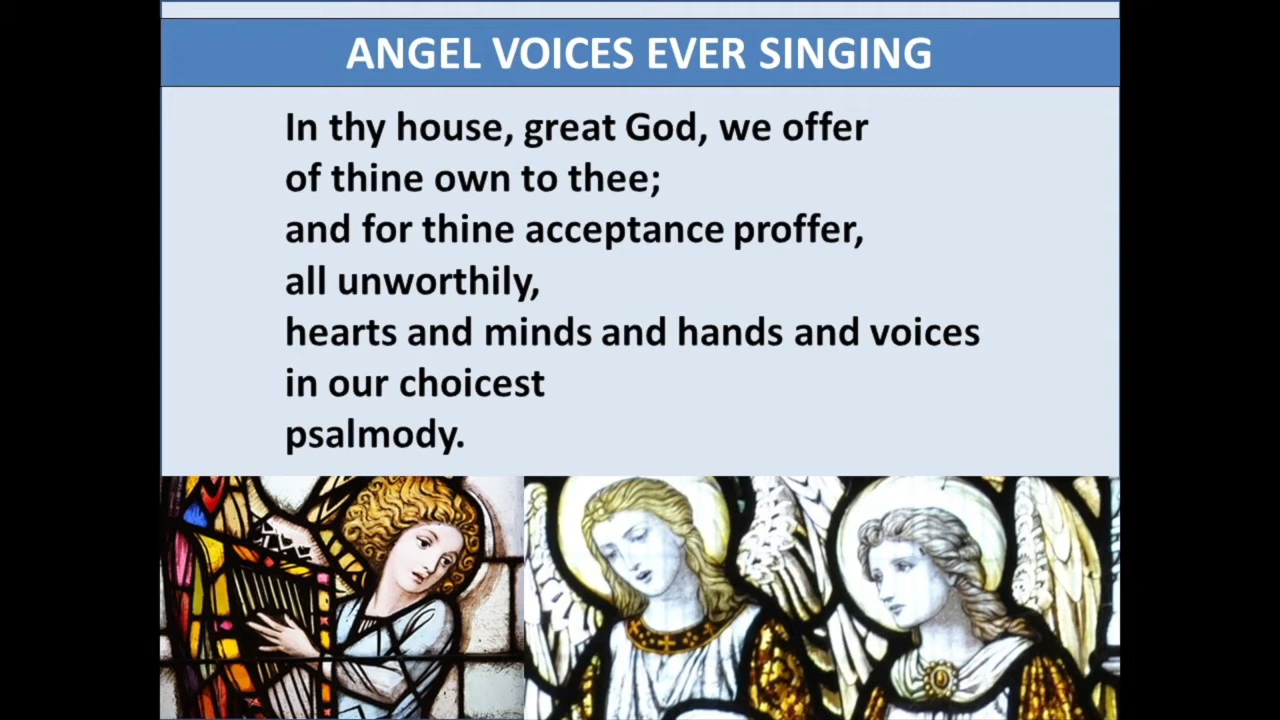 ANGEL VOICES EVER SINGING
In thy house, great God, we offer
of thine own to thee;
and for thine acceptance proffer,
all unworthily,
hearts and minds and hands and voices
in our choicest
psalmody.